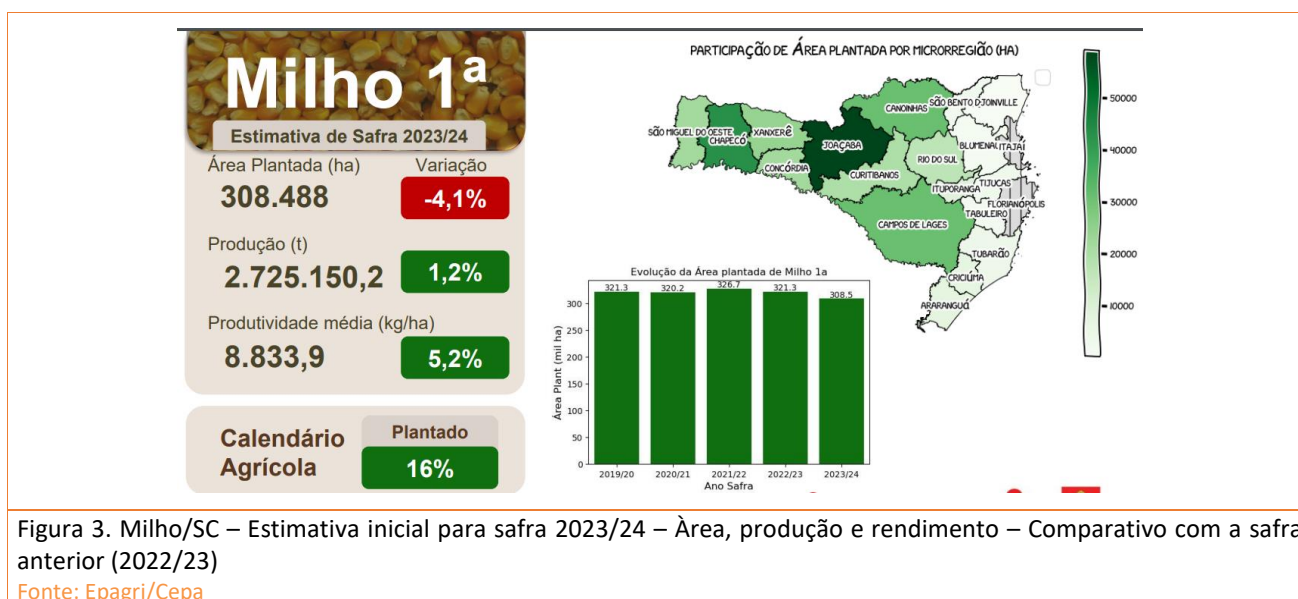 Milho 1ª
Estimativa de Safra 2023/24
Área Plantada (ha) Variação
308.488 -4,1%
Produção (t)
2.725.150,2 1,2%
Produtividade média (kg/ha)
8.833,9 5,2%
Calendário Agrícola
Plantado
16%
PARTICIPAÇÃO DE ÁREA PLANTADA POR MICRORREGIÃO (HA)
CANOINHAS
SÃO BENTO D
JOINVILLE
SÃO MIGUEL DO OESTE
CHAPECÓ
XANXERÊ
JOAÇABA
BLUMENAU
ITAJAÍ
RIO DO SUL
CONCÓRDIA
CURITIBANOS
ITUPORANGA
TIJUCAS
FLORIANÓPOLIS
TABULEIRO
CAMPOS DE LAGES
TUBARÃO
CRICIÚMA
ARARANGUÁ
50000
40000
30000
20000
10000
Evolução da Área plantada de Milho 1a
321.3 320.2 326.7 321.3 308.5
Área Plant (mil ha)
300
250
200
150
100
50
0
2019/20 2020/21 2021/22 2022/23 2023/24
Ano Safra
Figura 3. Milho/SC – Estimativa inicial para safra 2023/24 – Àrea, produção e rendimento – Comparativo com a safra
anterior (2022/23)
Fonte: Epagri/Cepa